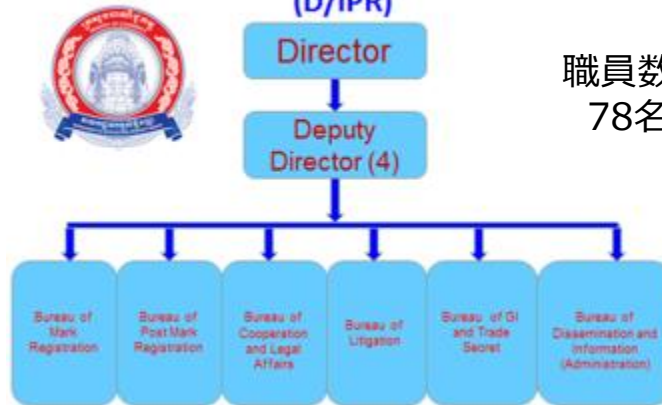 (D/IPR)
Director
職員数
78名
Deputy
Director (4)
Bureau of
Mark
Registration
Bureau of
Post Mark
Registration
Bureau of
Cooperation
and Legal
Affairs
Bureau of
Litigation
Bureau of GI
and Trade
Secret
Bureau of
Dissemination and
Information
(Administration)